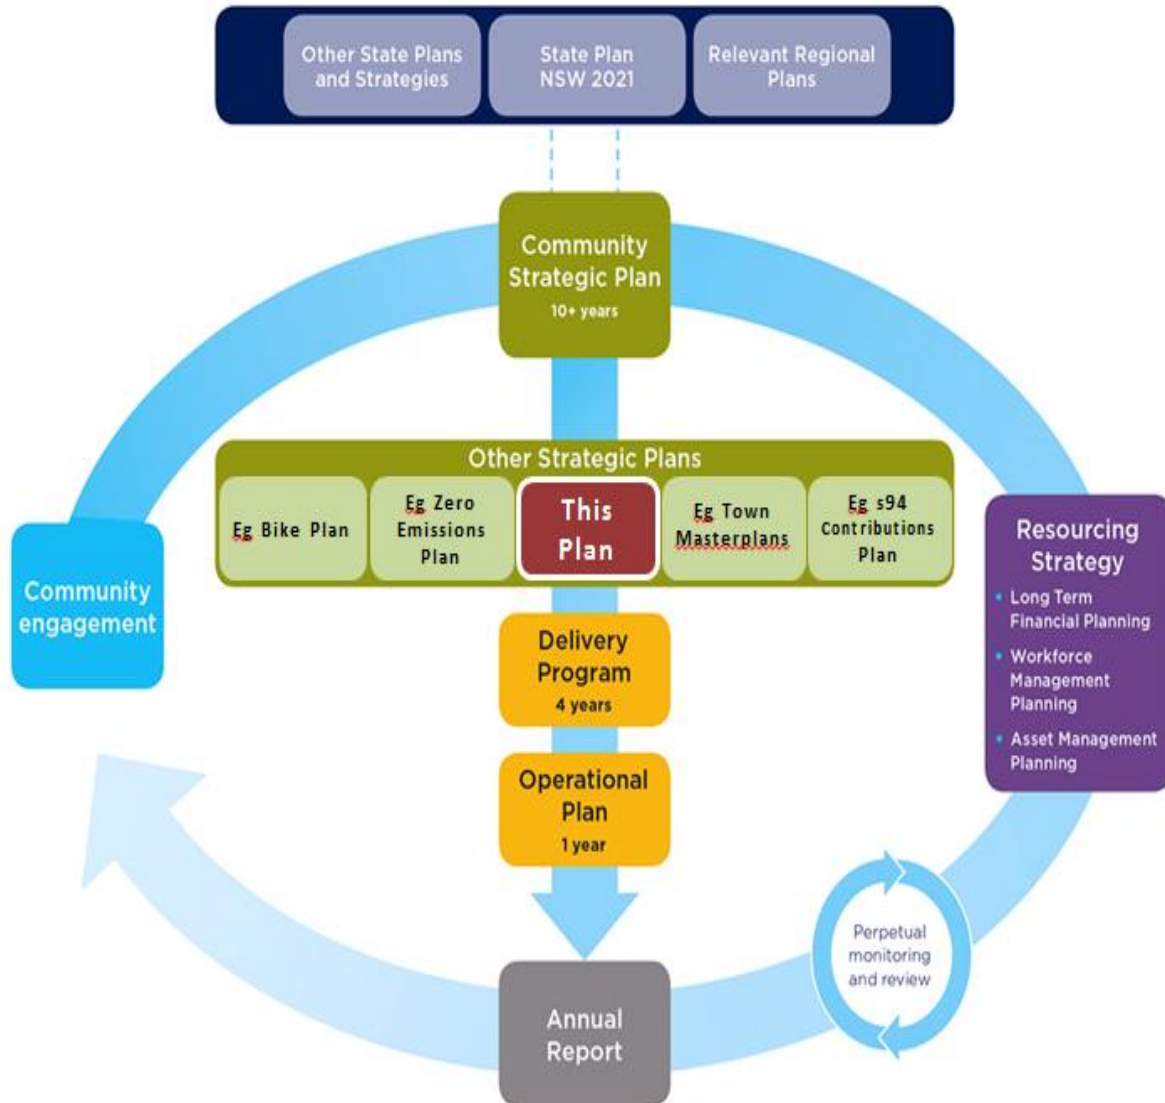 Other State Plans
and Strategies
State Plan
NSW 2021
Relevant Regional
Plans
Community
Strategic Plan
10+ years
Other Strategic Plans
Eg Bike Plan
Eg Zero
Emissions
Plan
This
Plan
Eg Town
Masterplans
Eg s94
Contributions
Plan
Community
engagement
Resourcing
Strategy
• Long Term
Financial Planning
• Workforce
Management
Planning
• Asset Management
Planning
Delivery
Program
4 years
Operational
Plan
1 year
Perpetual
monitoring
and review
Annual
Report